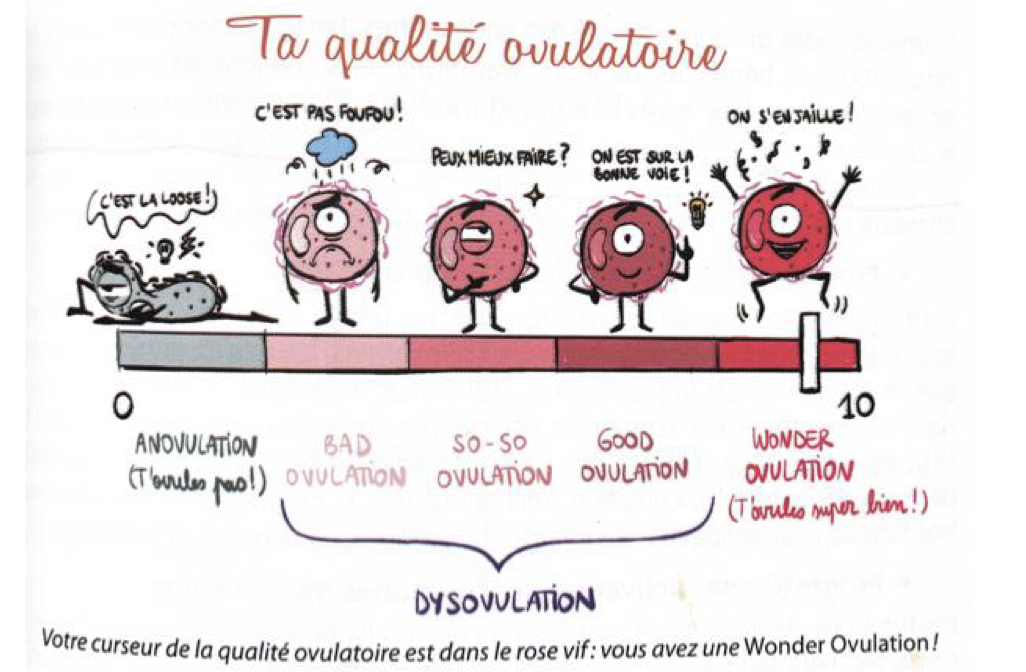 Ta qualité ovulatoire
C'EST LA LOOSE!
C'EST PAS FOUFOU!
PEUX MIEUX FAIRE?
ON EST SUR LA
BONNE VOIE!
ON S'ENJAILLE!
0
10
ANOVULATION
(T'ovules pas!)
BAD
OVULATION
SO-SO
OVULATION
GOOD
OVULATION
WONDER
OVULATION
(T'ovules super bien!)
DYSOVULATION
Votre curseur de la qualité ovulatoire est dans le rose vif : vous avez une Wonder Ovulation !